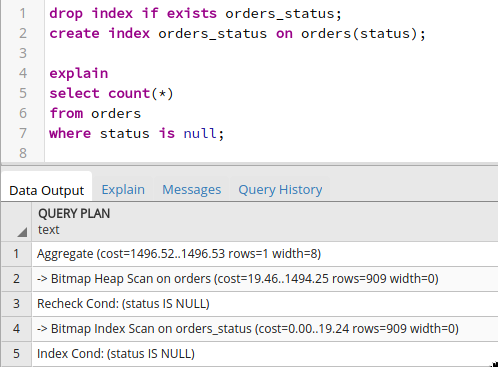 1 drop index if exists orders_status;
2 create index orders_status on orders(status);
3
4 explain
5 select count(*)
6 from orders
7 where status is null;
8
Data Output Explain Messages Query History
QUERY PLAN
text
1 Aggregate (cost=1496.52..1496.53 rows=1 width=8)
2 -> Bitmap Heap Scan on orders (cost=19.46..1494.25 rows=909 width=0)
3 Recheck Cond: (status IS NULL)
4 -> Bitmap Index Scan on orders_status (cost=0.00..19.24 rows=909 width=0)
5 Index Cond: (status IS NULL)